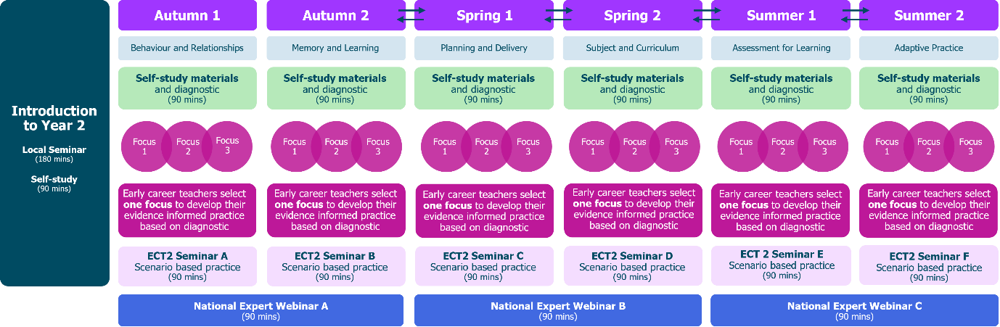 Introduction
to Year 2
Local Seminar
(180 mins)
Self-study
(90 mins)
Autumn 1
Behaviour and Relationships
Self-study materials
and diagnostic
(90 mins)
Focus
1
Focus
2
Focus
3
Early career teachers select
one focus to develop their
evidence informed practice
based on diagnostic
ECT2 Seminar A
Scenario based practice
(90 mins)
Autumn 2
Memory and Learning
Self-study materials
and diagnostic
(90 mins)
Focus
1
Focus
2
Focus
3
Early career teachers select
one focus to develop their
evidence informed practice
based on diagnostic
ECT2 Seminar B
Scenario based practice
(90 mins)
National Expert Webinar A
(90 mins)
Spring 1
Planning and Delivery
Self-study materials
and diagnostic
(90 mins)
Focus
1
Focus
2
Focus
3
Early career teachers select
one focus to develop their
evidence informed practice
based on diagnostic
ECT2 Seminar C
Scenario based practice
(90 mins)
Spring 2
Subject and Curriculum
Self-study materials
and diagnostic
(90 mins)
Focus
1
Focus
2
Focus
3
Early career teachers select
one focus to develop their
evidence informed practice
based on diagnostic
ECT2 Seminar D
Scenario based practice
(90 mins)
National Expert Webinar B
(90 mins)
Summer 1
Assessment for Learning
Self-study materials
and diagnostic
(90 mins)
Focus
1
Focus
2
Focus
3
Early career teachers select
one focus to develop their
evidence informed practice
based on diagnostic
ECT 2 Seminar E
Scenario based practice
(90 mins)
Summer 2
Adaptive Practice
Self-study materials
and diagnostic
(90 mins)
Focus
1
Focus
2
Focus
3
Early career teachers select
one focus to develop their
evidence informed practice
based on diagnostic
ECT2 Seminar F
Scenario based practice
(90 mins)
National Expert Webinar C
(90 mins)